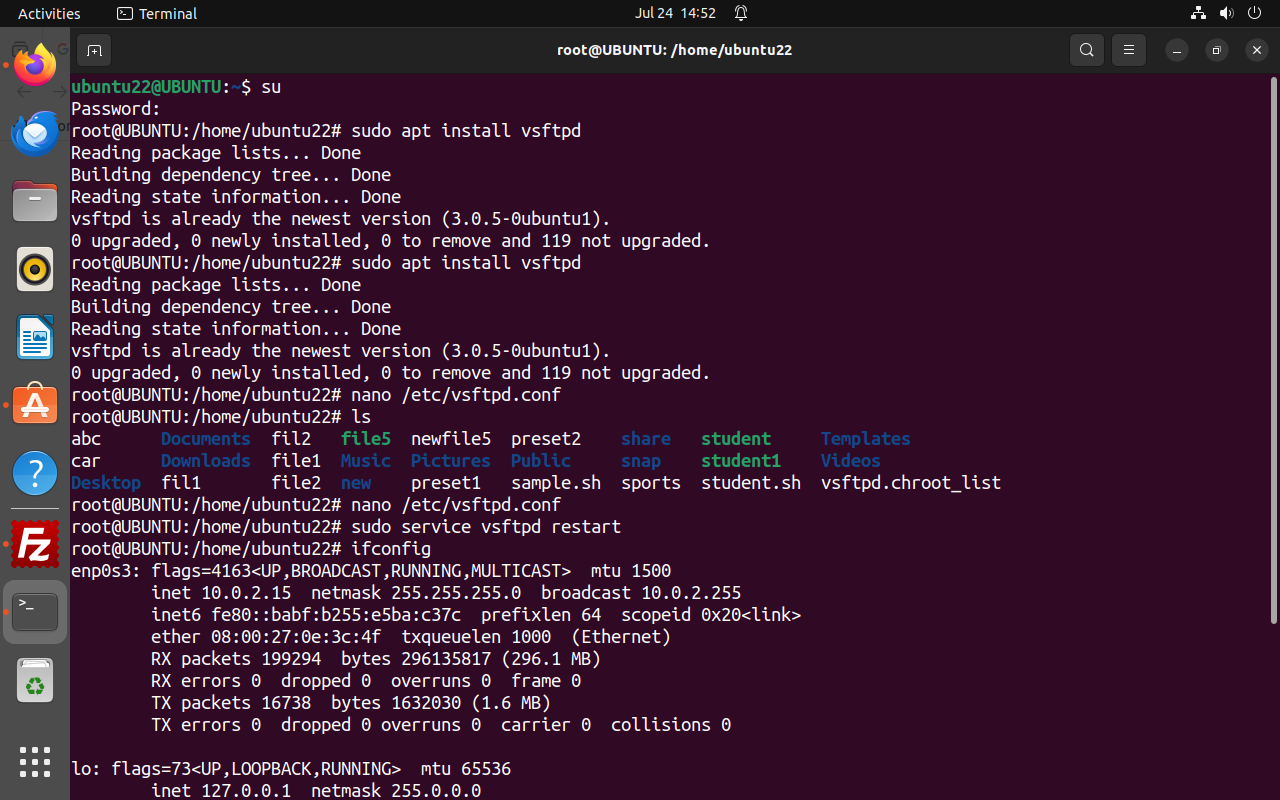 Activities Terminal Jul 24 14:52
root@UBUNTU: /home/ubuntu22
ubuntu22@UBUNTU:~$ su
Password:
root@UBUNTU:/home/ubuntu22# sudo apt install vsftpd
Reading package lists... Done
Building dependency tree... Done
Reading state information... Done
vsftpd is already the newest version (3.0.5-0ubuntu1).
0 upgraded, 0 newly installed, 0 to remove and 119 not upgraded.
root@UBUNTU:/home/ubuntu22# sudo apt install vsftpd
Reading package lists... Done
Building dependency tree... Done
Reading state information... Done
vsftpd is already the newest version (3.0.5-0ubuntu1).
0 upgraded, 0 newly installed, 0 to remove and 119 not upgraded.
root@UBUNTU:/home/ubuntu22# nano /etc/vsftpd.conf
root@UBUNTU:/home/ubuntu22# ls
abc Documents fil2 file5 newfile5 preset2 share student Templates
car Downloads file1 Music Pictures Public snap student1 Videos
Desktop fil1 file2 new preset1 sample.sh sports student.sh vsftpd.chroot_list
root@UBUNTU:/home/ubuntu22# nano /etc/vsftpd.conf
root@UBUNTU:/home/ubuntu22# sudo service vsftpd restart
root@UBUNTU:/home/ubuntu22# ifconfig
enp0s3: flags=4163<UP,BROADCAST,RUNNING,MULTICAST> mtu 1500
inet 10.0.2.15 netmask 255.255.255.0 broadcast 10.0.2.255
inet6 fe80::babf:b255:e5ba:c37c prefixlen 64 scopeid 0x20<link>
ether 08:00:27:0e:3c:4f txqueuelen 1000 (Ethernet)
RX packets 199294 bytes 296135817 (296.1 MB)
RX errors 0 dropped 0 overruns 0 frame 0
TX packets 16738 bytes 1632030 (1.6 MB)
TX errors 0 dropped 0 overruns 0 carrier 0 collisions 0
lo: flags=73<UP,LOOPBACK,RUNNING> mtu 65536
inet 127.0.0.1 netmask 255.0.0.0